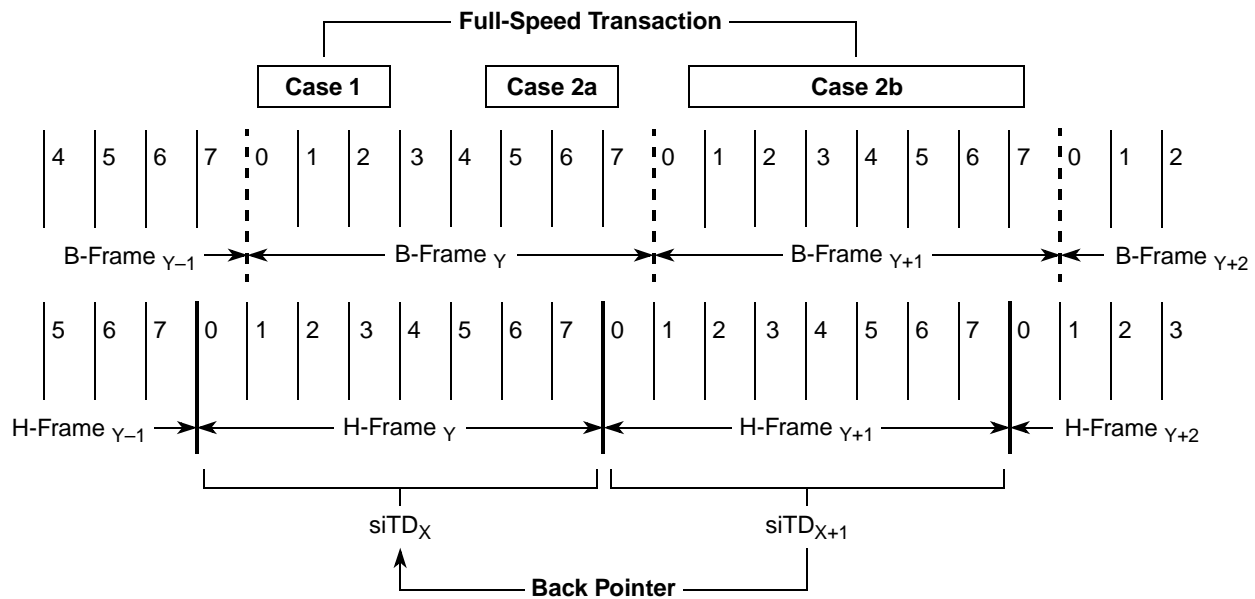 Full-Speed Transaction
Case 1 Case 2a Case 2b
4 5 6 7 0 1 2 3 4 5 6 7 0 1 2 3 4 5 6 7 0 1 2
B-Frame Y–1 B-Frame Y B-Frame Y+1 B-Frame Y+2
5 6 7 0 1 2 3 4 5 6 7 0 1 2 3 4 5 6 7 0 1 2 3
H-Frame Y–1 H-Frame Y H-Frame Y+1 H-Frame Y+2
siTDX siTDX+1
Back Pointer